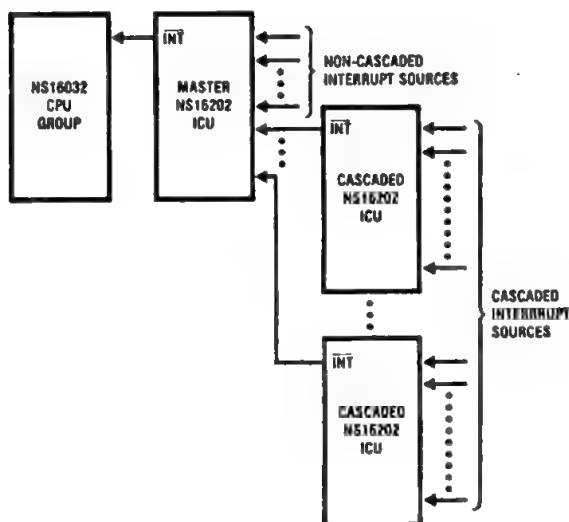 NS16032
CPU
GROUP
INT
MASTER
NS16202
ICU
NON-CASCADED
INTERRUPT SOURCES
INT
CASCADED
NS16202
ICU
CASCADED
INTERRUPT
SOURCES
INT
CASCADED
NS16202
ICU